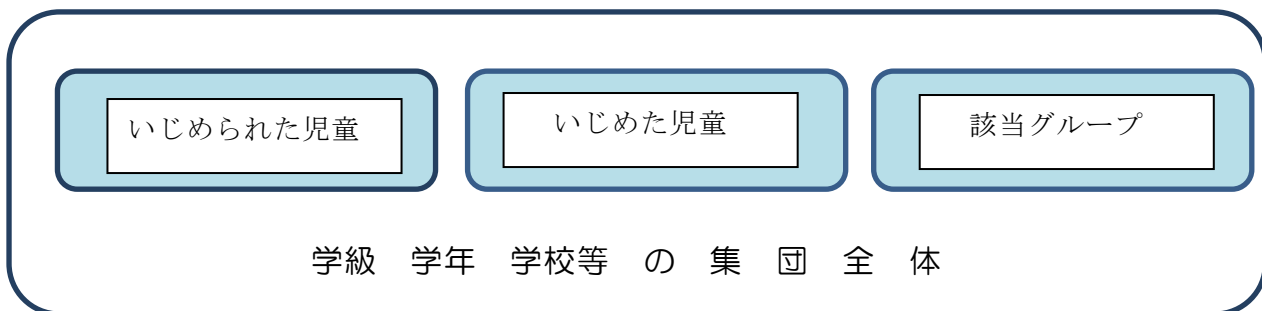 いじめられた児童
いじめた児童
該当グループ
学級 学年 学校等 の 集 団 全 体